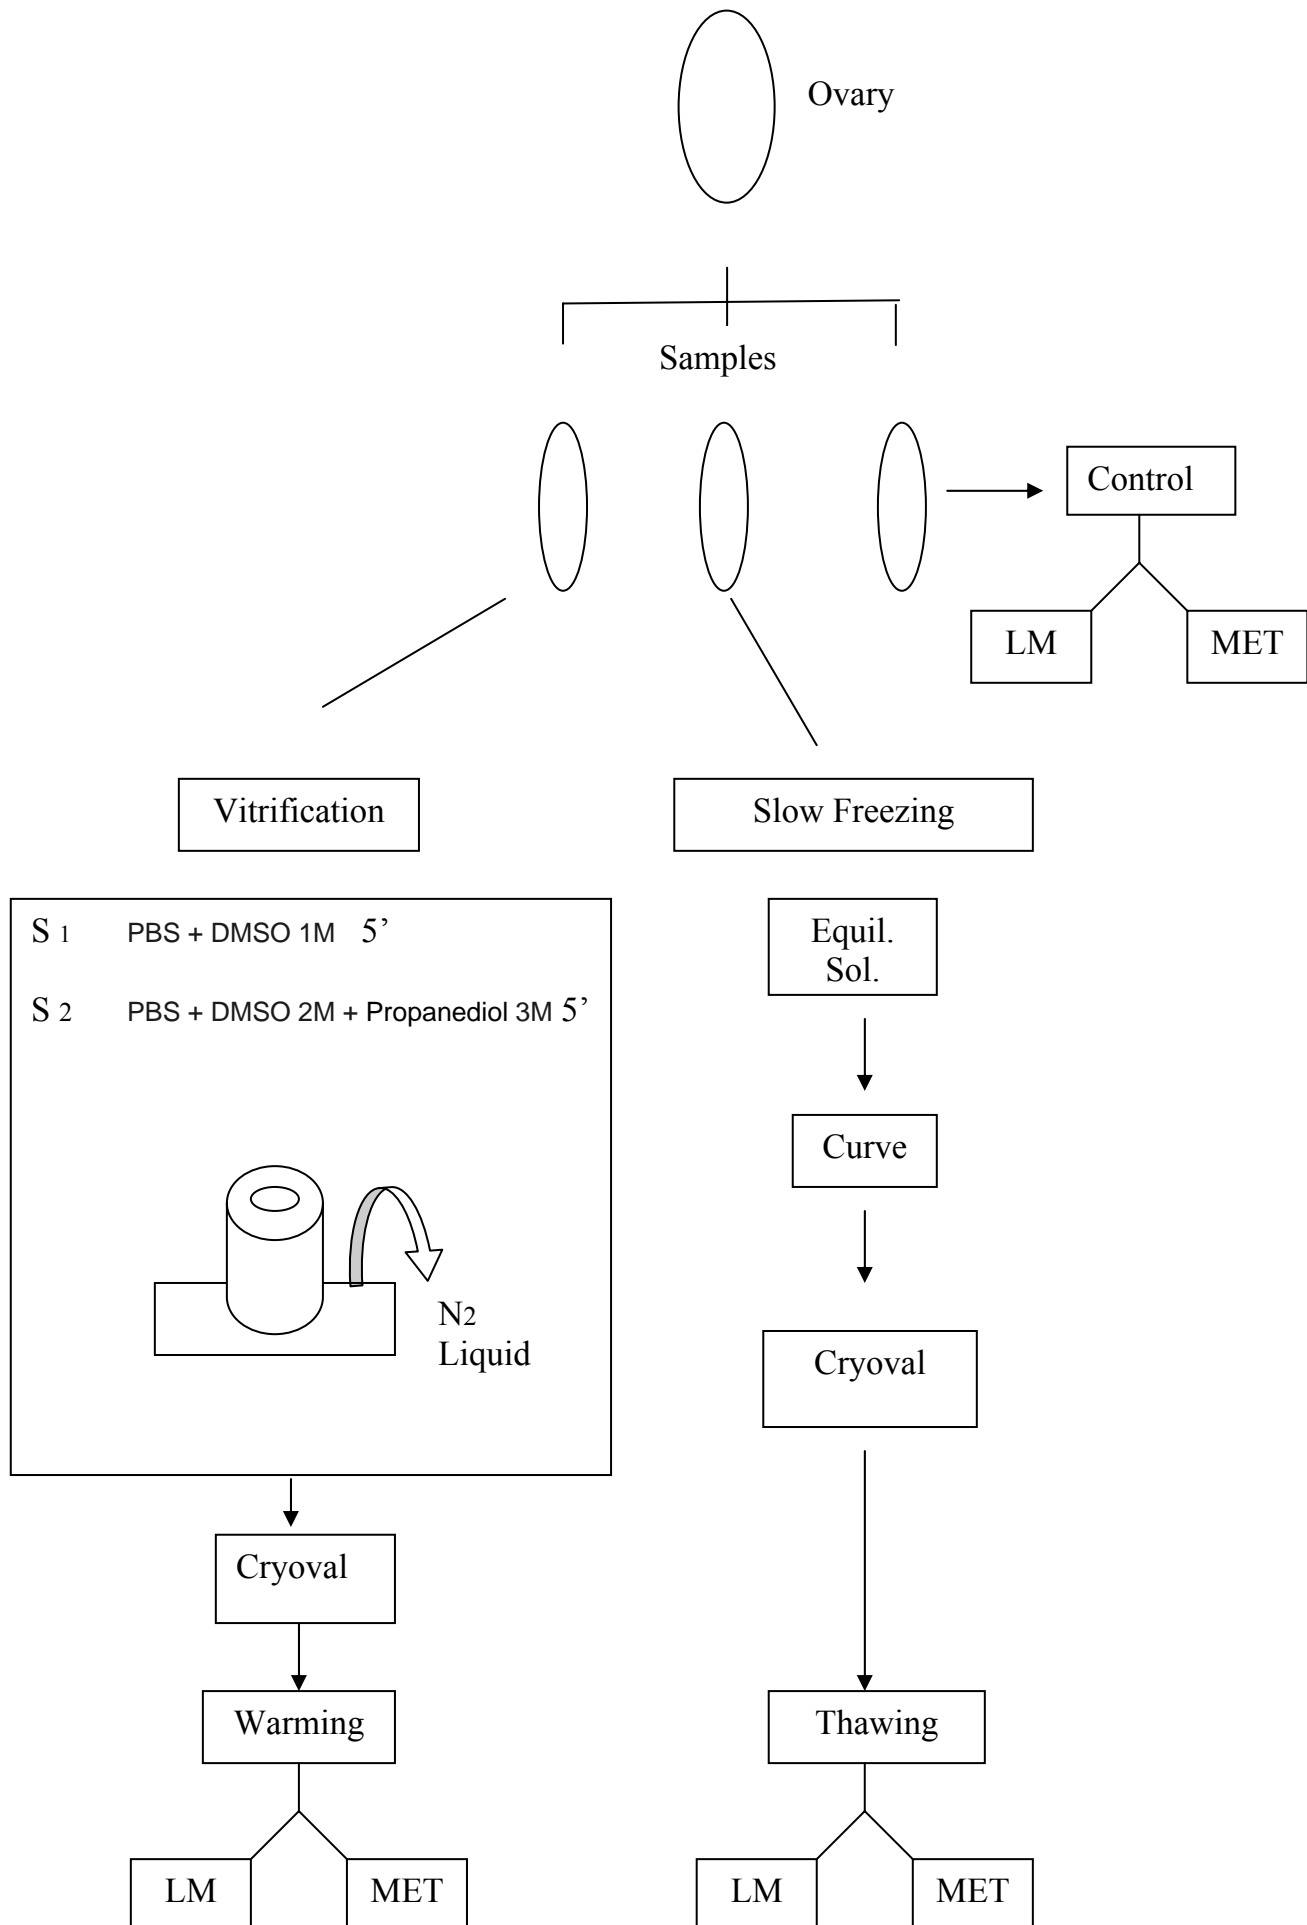 Ovary
Samples
Control
LM
MET
Vitrification
Slow Freezing
S 1 PBS + DMSO 1M 5’
S 2 PBS + DMSO 2M + Propanediol 3M 5’
N2
Liquid
Equil.
Sol.
Curve
Cryoval
Cryoval
Warming
Thawing
LM
MET
LM
MET